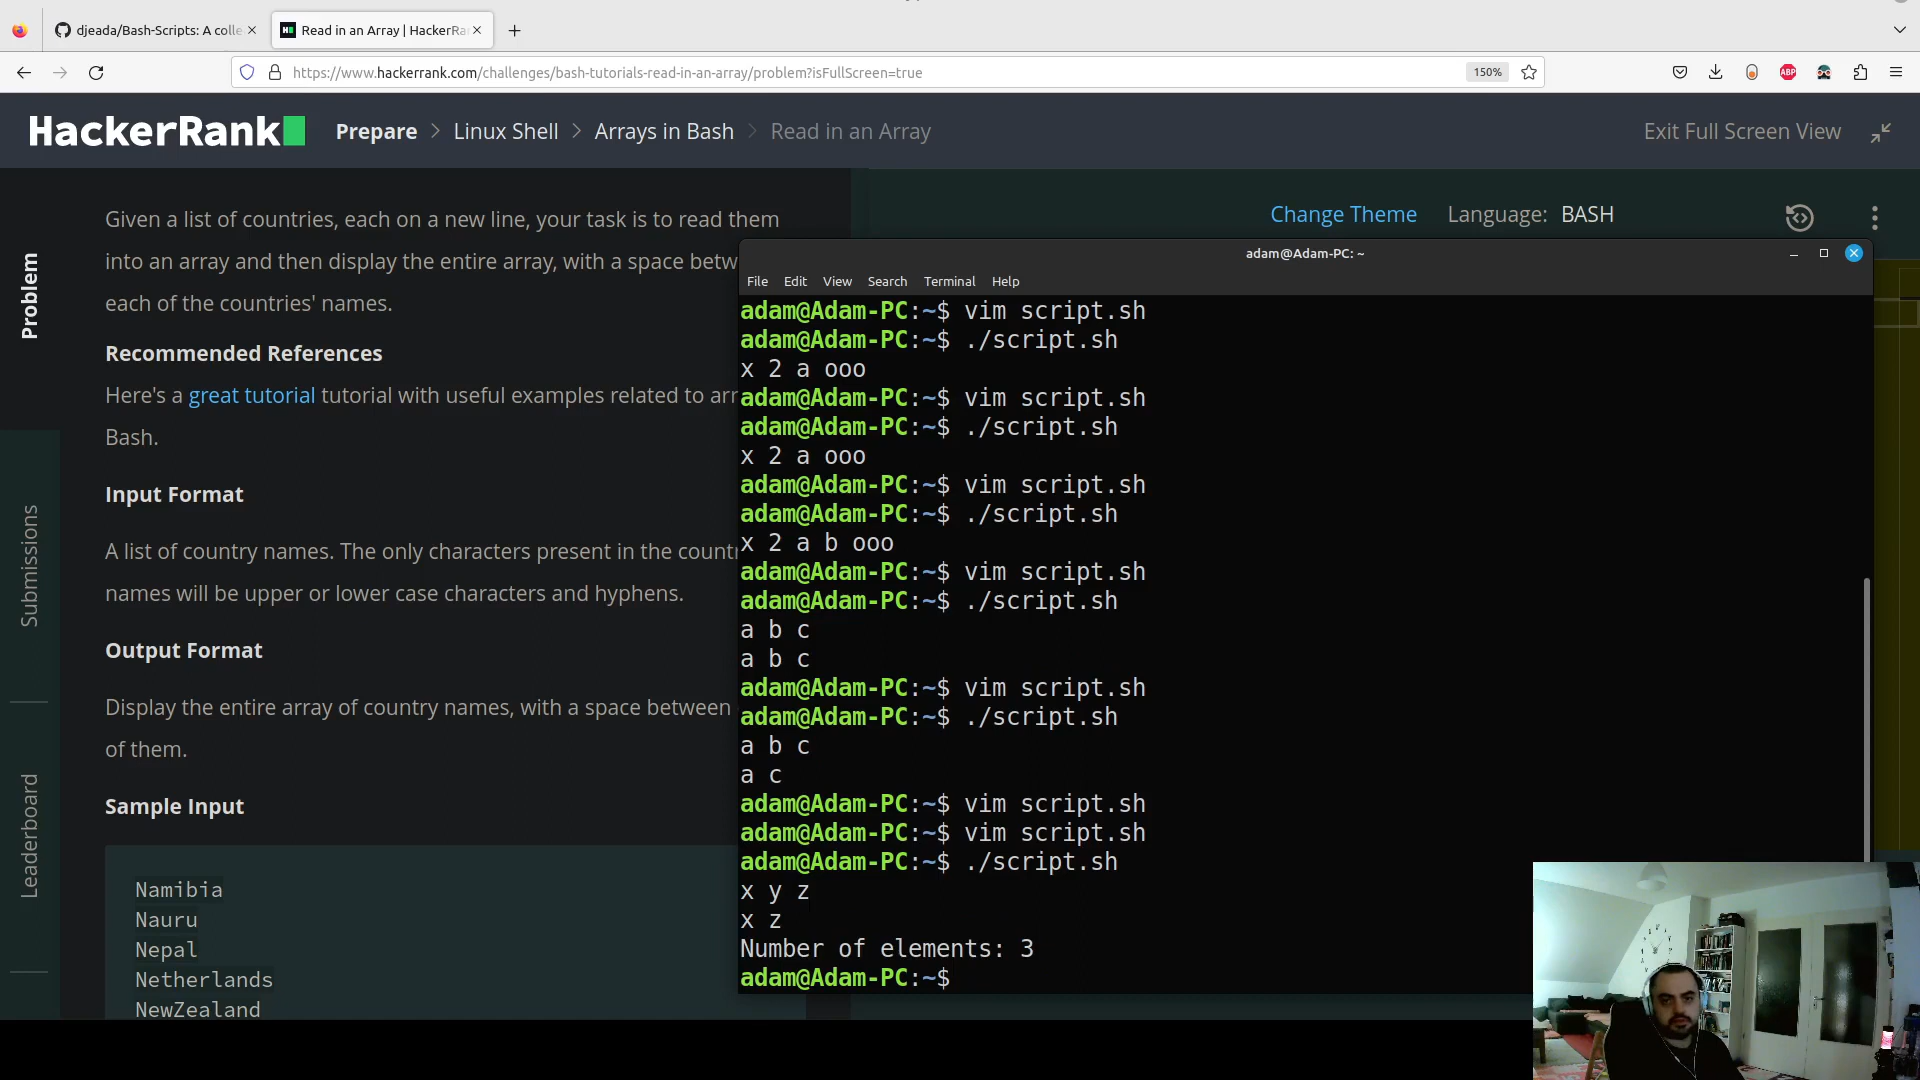 djeada/Bash-Scripts: A colle
Read in an Array | HackerRa
https://www.hackerrank.com/challenges/bash-tutorials-read-in-an-array/problem?isFullScreen=true
150%
ABP
HackerRank
Prepare > Linux Shell > Arrays in Bash > Read in an Array
Exit Full Screen View
Problem
Submissions
Leaderboard
Given a list of countries, each on a new line, your task is to read them
into an array and then display the entire array, with a space betw
each of the countries' names.
Recommended References
Here's a great tutorial tutorial with useful examples related to arr
Bash.
Input Format
A list of country names. The only characters present in the countr
names will be upper or lower case characters and hyphens.
Output Format
Display the entire array of country names, with a space between
of them.
Sample Input
Namibia
Nauru
Nepal
Netherlands
NewZealand
Change Theme Language: BASH
adam@Adam-PC: ~
File Edit View Search Terminal Help
adam@Adam-PC:~$ vim script.sh
adam@Adam-PC:~$ ./script.sh
x 2 a ooo
adam@Adam-PC:~$ vim script.sh
adam@Adam-PC:~$ ./script.sh
x 2 a ooo
adam@Adam-PC:~$ vim script.sh
adam@Adam-PC:~$ ./script.sh
x 2 a b ooo
adam@Adam-PC:~$ vim script.sh
adam@Adam-PC:~$ ./script.sh
a b c
a b c
adam@Adam-PC:~$ vim script.sh
adam@Adam-PC:~$ ./script.sh
a b c
a c
adam@Adam-PC:~$ vim script.sh
adam@Adam-PC:~$ vim script.sh
adam@Adam-PC:~$ ./script.sh
x y z
x z
Number of elements: 3
adam@Adam-PC:~$